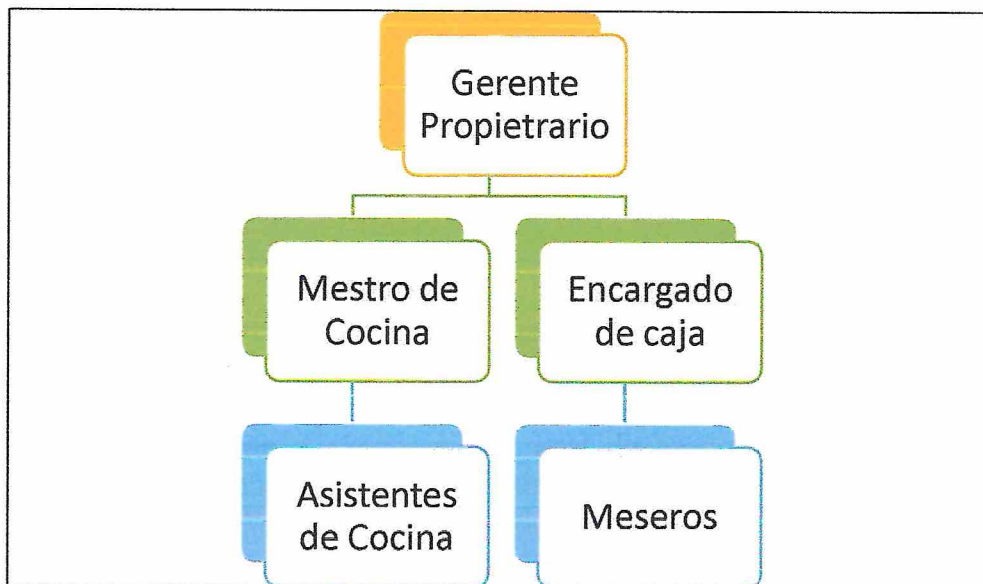 Gerente
Propietrario
Mestro de
Cocina
Encargado
de caja
Asistentes
de Cocina
Meseros